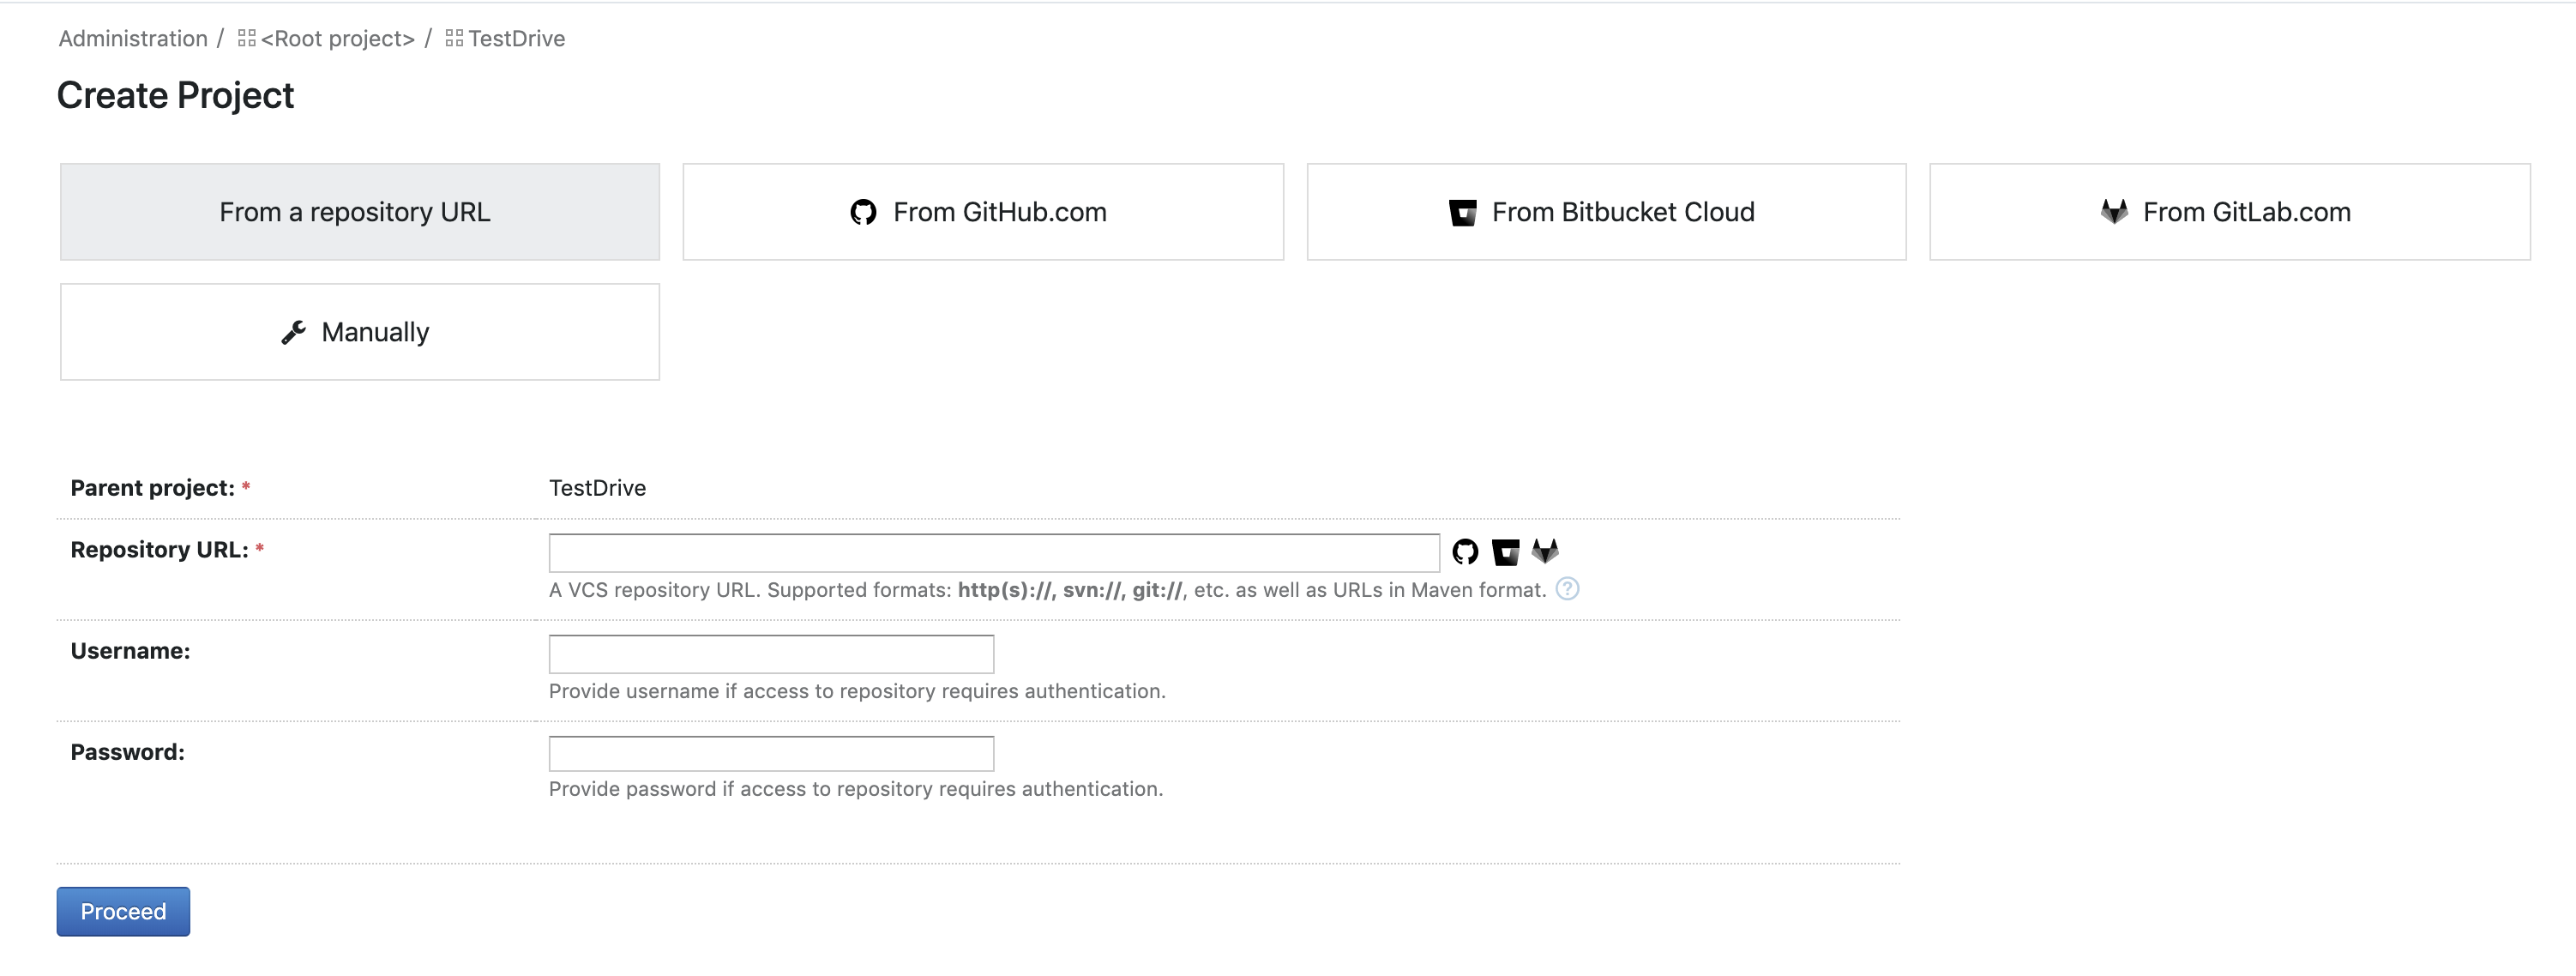 Administration / <Root project> / TestDrive
Create Project
From a repository URL
From GitHub.com
From Bitbucket Cloud
From GitLab.com
Manually
Parent project: * TestDrive
Repository URL: *
A VCS repository URL. Supported formats: http(s)://, svn://, git://, etc. as well as URLs in Maven format. ?
Username:
Provide username if access to repository requires authentication.
Password:
Provide password if access to repository requires authentication.
Proceed